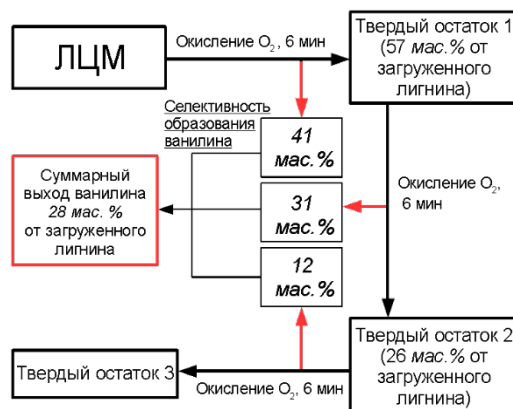 ЛЦМ
Окисление O₂, 6 мин
Твердый остаток 1
(57 мас.% от
загруженного
лигнина)
Селективность
образования
ванилина
41
мас.%
Суммарный
выход ванилина
28 мас. %
от загруженного
лигнина
31
мас.%
Окисление O₂,
6 мин
12
мас.%
Твердый остаток 3
Окисление O₂, 6 мин
Твердый остаток 2
(26 мас.% от
загруженного
лигнина)